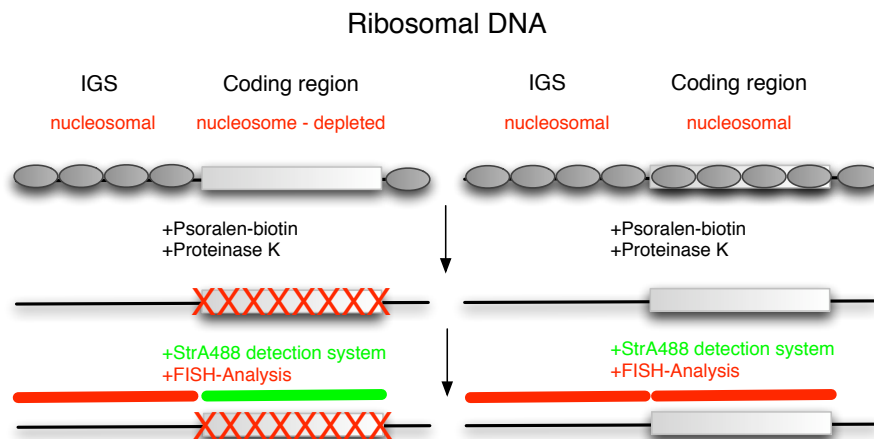 Ribosomal DNA
IGS Coding region IGS Coding region
nucleosomal nucleosome - depleted nucleosomal nucleosomal
+Psoralen-biotin +Psoralen-biotin
+Proteinase K +Proteinase K
+StrA488 detection system +StrA488 detection system
+FISH-Analysis +FISH-Analysis